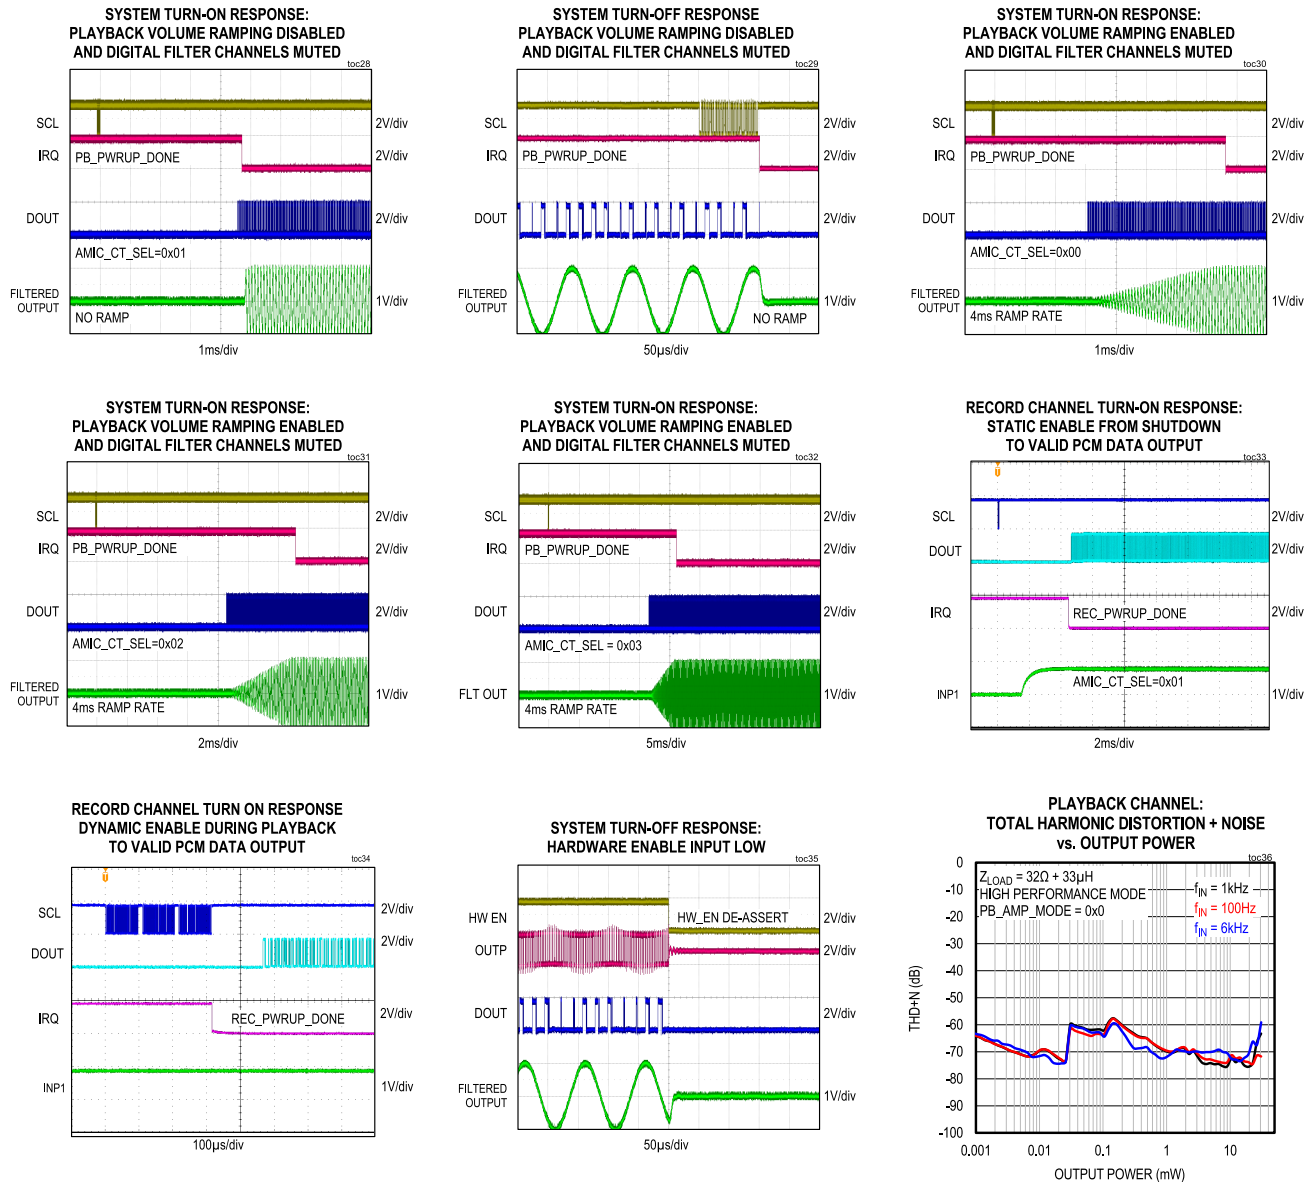 SYSTEM TURN-ON RESPONSE:
PLAYBACK VOLUME RAMPING DISABLED
AND DIGITAL FILTER CHANNELS MUTED
toc28
SCL
2V/div
IRQ
2V/div
PB_PWRUP_DONE
DOUT
2V/div
AMIC_CT_SEL=0x01
FILTERED
OUTPUT
1V/div
NO RAMP
1ms/div
SYSTEM TURN-OFF RESPONSE
PLAYBACK VOLUME RAMPING DISABLED
AND DIGITAL FILTER CHANNELS MUTED
toc29
SCL
2V/div
IRQ
2V/div
PB_PWRUP_DONE
DOUT
2V/div
FILTERED
OUTPUT
1V/div
NO RAMP
50µs/div
SYSTEM TURN-ON RESPONSE:
PLAYBACK VOLUME RAMPING ENABLED
AND DIGITAL FILTER CHANNELS MUTED
toc30
SCL
2V/div
IRQ
2V/div
PB_PWRUP_DONE
DOUT
2V/div
AMIC_CT_SEL=0x00
FILTERED
OUTPUT
1V/div
4ms RAMP RATE
1ms/div
SYSTEM TURN-ON RESPONSE:
PLAYBACK VOLUME RAMPING ENABLED
AND DIGITAL FILTER CHANNELS MUTED
toc31
SCL
2V/div
IRQ
2V/div
PB_PWRUP_DONE
DOUT
2V/div
AMIC_CT_SEL=0x02
FILTERED
OUTPUT
1V/div
4ms RAMP RATE
2ms/div
SYSTEM TURN-ON RESPONSE:
PLAYBACK VOLUME RAMPING ENABLED
AND DIGITAL FILTER CHANNELS MUTED
toc32
SCL
2V/div
IRQ
2V/div
PB_PWRUP_DONE
DOUT
2V/div
AMIC_CT_SEL = 0x03
FLT OUT
1V/div
4ms RAMP RATE
5ms/div
RECORD CHANNEL TURN-ON RESPONSE:
STATIC ENABLE FROM SHUTDOWN
TO VALID PCM DATA OUTPUT
toc33
SCL
2V/div
DOUT
2V/div
IRQ
2V/div
REC_PWRUP_DONE
AMIC_CT_SEL=0x01
INP1
1V/div
2ms/div
RECORD CHANNEL TURN ON RESPONSE
DYNAMIC ENABLE DURING PLAYBACK
TO VALID PCM DATA OUTPUT
toc34
SCL
2V/div
DOUT
2V/div
IRQ
2V/div
REC_PWRUP_DONE
INP1
1V/div
100µs/div
SYSTEM TURN-OFF RESPONSE:
HARDWARE ENABLE INPUT LOW
toc35
HW EN
HW_EN DE-ASSERT
2V/div
OUTP
2V/div
DOUT
2V/div
FILTERED
OUTPUT
1V/div
50µs/div
PLAYBACK CHANNEL:
TOTAL HARMONIC DISTORTION + NOISE
vs. OUTPUT POWER
toc36
Z_LOAD = 32Ω + 33µH
HIGH PERFORMANCE MODE
PB_AMP_MODE = 0x0
f_IN = 1kHz
f_IN = 100Hz
f_IN = 6kHz
THD+N (dB)
0
-10
-20
-30
-40
-50
-60
-70
-80
-90
-100
0.001
0.01
0.1
1
10
OUTPUT POWER (mW)